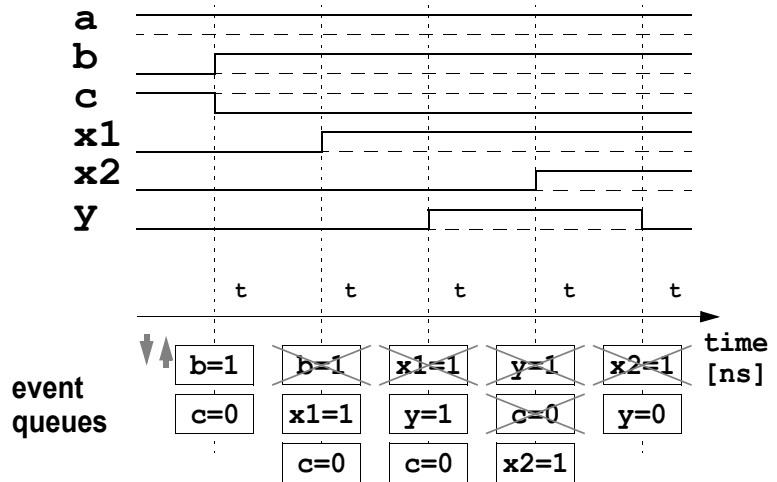 a
b
c
x1
x2
y
t t t t t
time
[ns]
event
queues
b=1 b=1 x1=1 y=1 x2=1
c=0 x1=1 y=1 c=0 y=0
c=0 c=0 x2=1